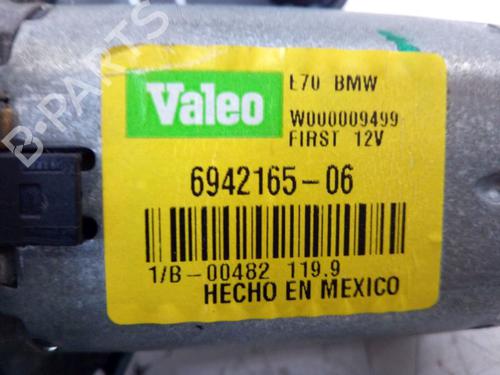 B-PARTS
Valeo
E70 BMW
W000009499
FIRST 12V
6942165-06
1/B-00482 119.9
HECHO EN MEXICO